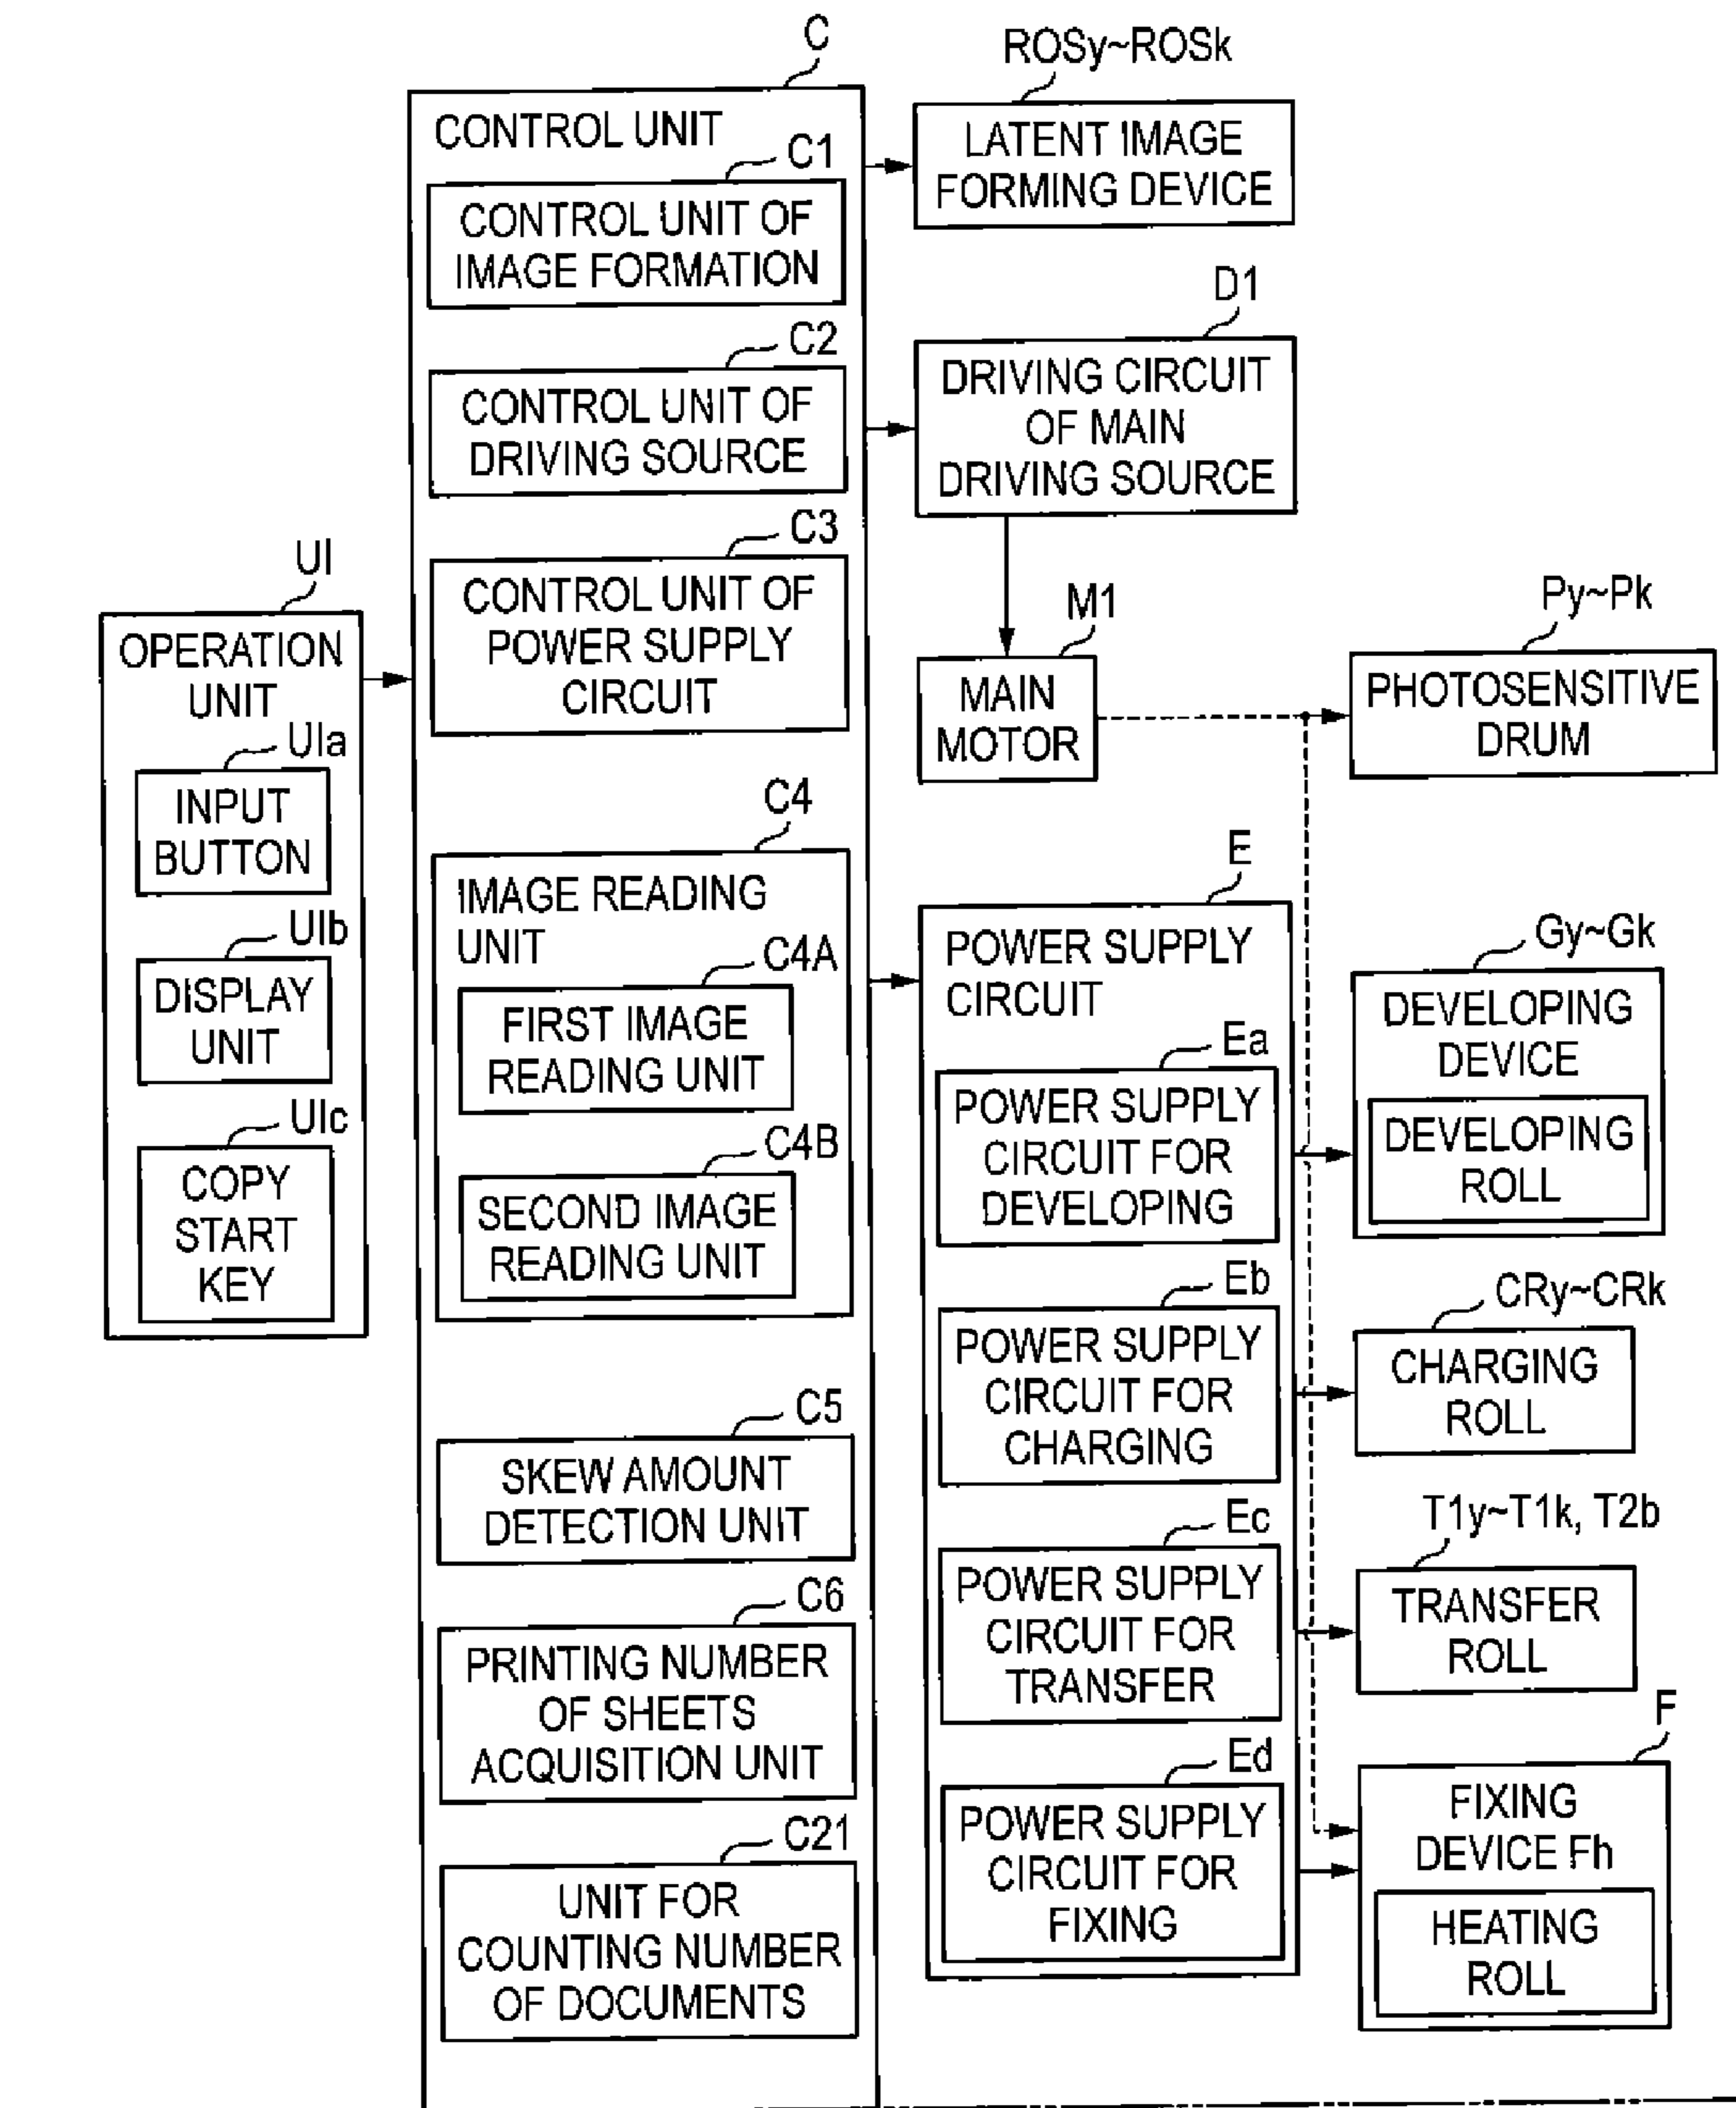 C
CONTROL UNIT
C1
CONTROL UNIT OF
IMAGE FORMATION
C2
CONTROL UNIT OF
DRIVING SOURCE
C3
CONTROL UNIT OF
POWER SUPPLY
CIRCUIT
UI
OPERATION
UNIT
UIa
INPUT
BUTTON
UIb
DISPLAY
UNIT
UIc
COPY
START
KEY
C4
IMAGE READING
UNIT
C4A
FIRST IMAGE
READING UNIT
C4B
SECOND IMAGE
READING UNIT
C5
SKEW AMOUNT
DETECTION UNIT
C6
PRINTING NUMBER
OF SHEETS
ACQUISITION UNIT
C21
UNIT FOR
COUNTING NUMBER
OF DOCUMENTS
ROSy~ROSk
LATENT IMAGE
FORMING DEVICE
D1
DRIVING CIRCUIT
OF MAIN
DRIVING SOURCE
M1
MAIN
MOTOR
Py~Pk
PHOTOSENSITIVE
DRUM
E
POWER SUPPLY
CIRCUIT
Ea
POWER SUPPLY
CIRCUIT FOR
DEVELOPING
Eb
POWER SUPPLY
CIRCUIT FOR
CHARGING
Ec
POWER SUPPLY
CIRCUIT FOR
TRANSFER
Ed
POWER SUPPLY
CIRCUIT FOR
FIXING
Gy~Gk
DEVELOPING
DEVICE
DEVELOPING
ROLL
CRy~CRk
CHARGING
ROLL
T1y~T1k, T2b
TRANSFER
ROLL
F
FIXING
DEVICE Fh
HEATING
ROLL